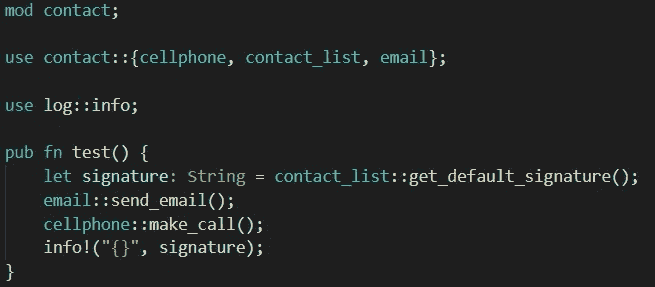 mod contact;
use contact::{cellphone, contact_list, email};
use log::info;
pub fn test() {
let signature: String = contact_list::get_default_signature();
email::send_email();
cellphone::make_call();
info!("{}", signature);
}